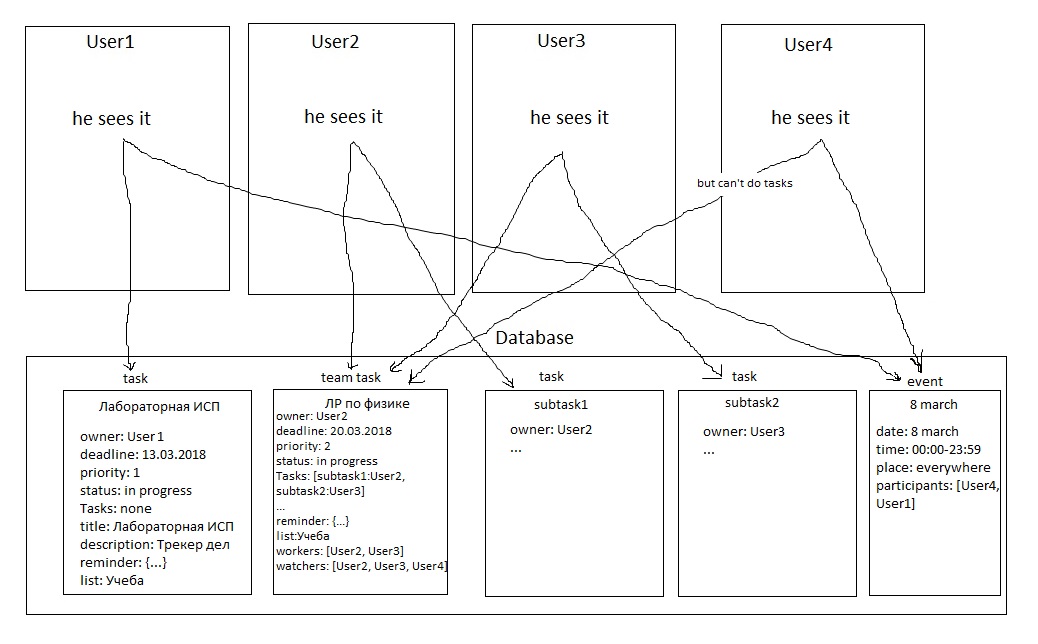 User1
User2
User3
User4
he sees it
he sees it
he sees it
he sees it
but can't do tasks
Database
task
Лабораторная ИСП
owner: User1
deadline: 13.03.2018
priority: 1
status: in progress
Tasks: none
title: Лабораторная ИСП
description: Трекер дел
reminder: {...}
list: Учеба
team task
ЛР по физике
owner: User2
deadline: 20.03.2018
priority: 2
status: in progress
Tasks: [subtask1:User2,
subtask2:User3]
...
reminder: {...}
list:Учеба
workers: [User2, User3]
watchers: [User2, User3, User4]
task
subtask1
owner: User2
...
task
subtask2
owner: User3
...
event
8 march
date: 8 march
time: 00:00-23:59
place: everywhere
participants: [User4,
User1]